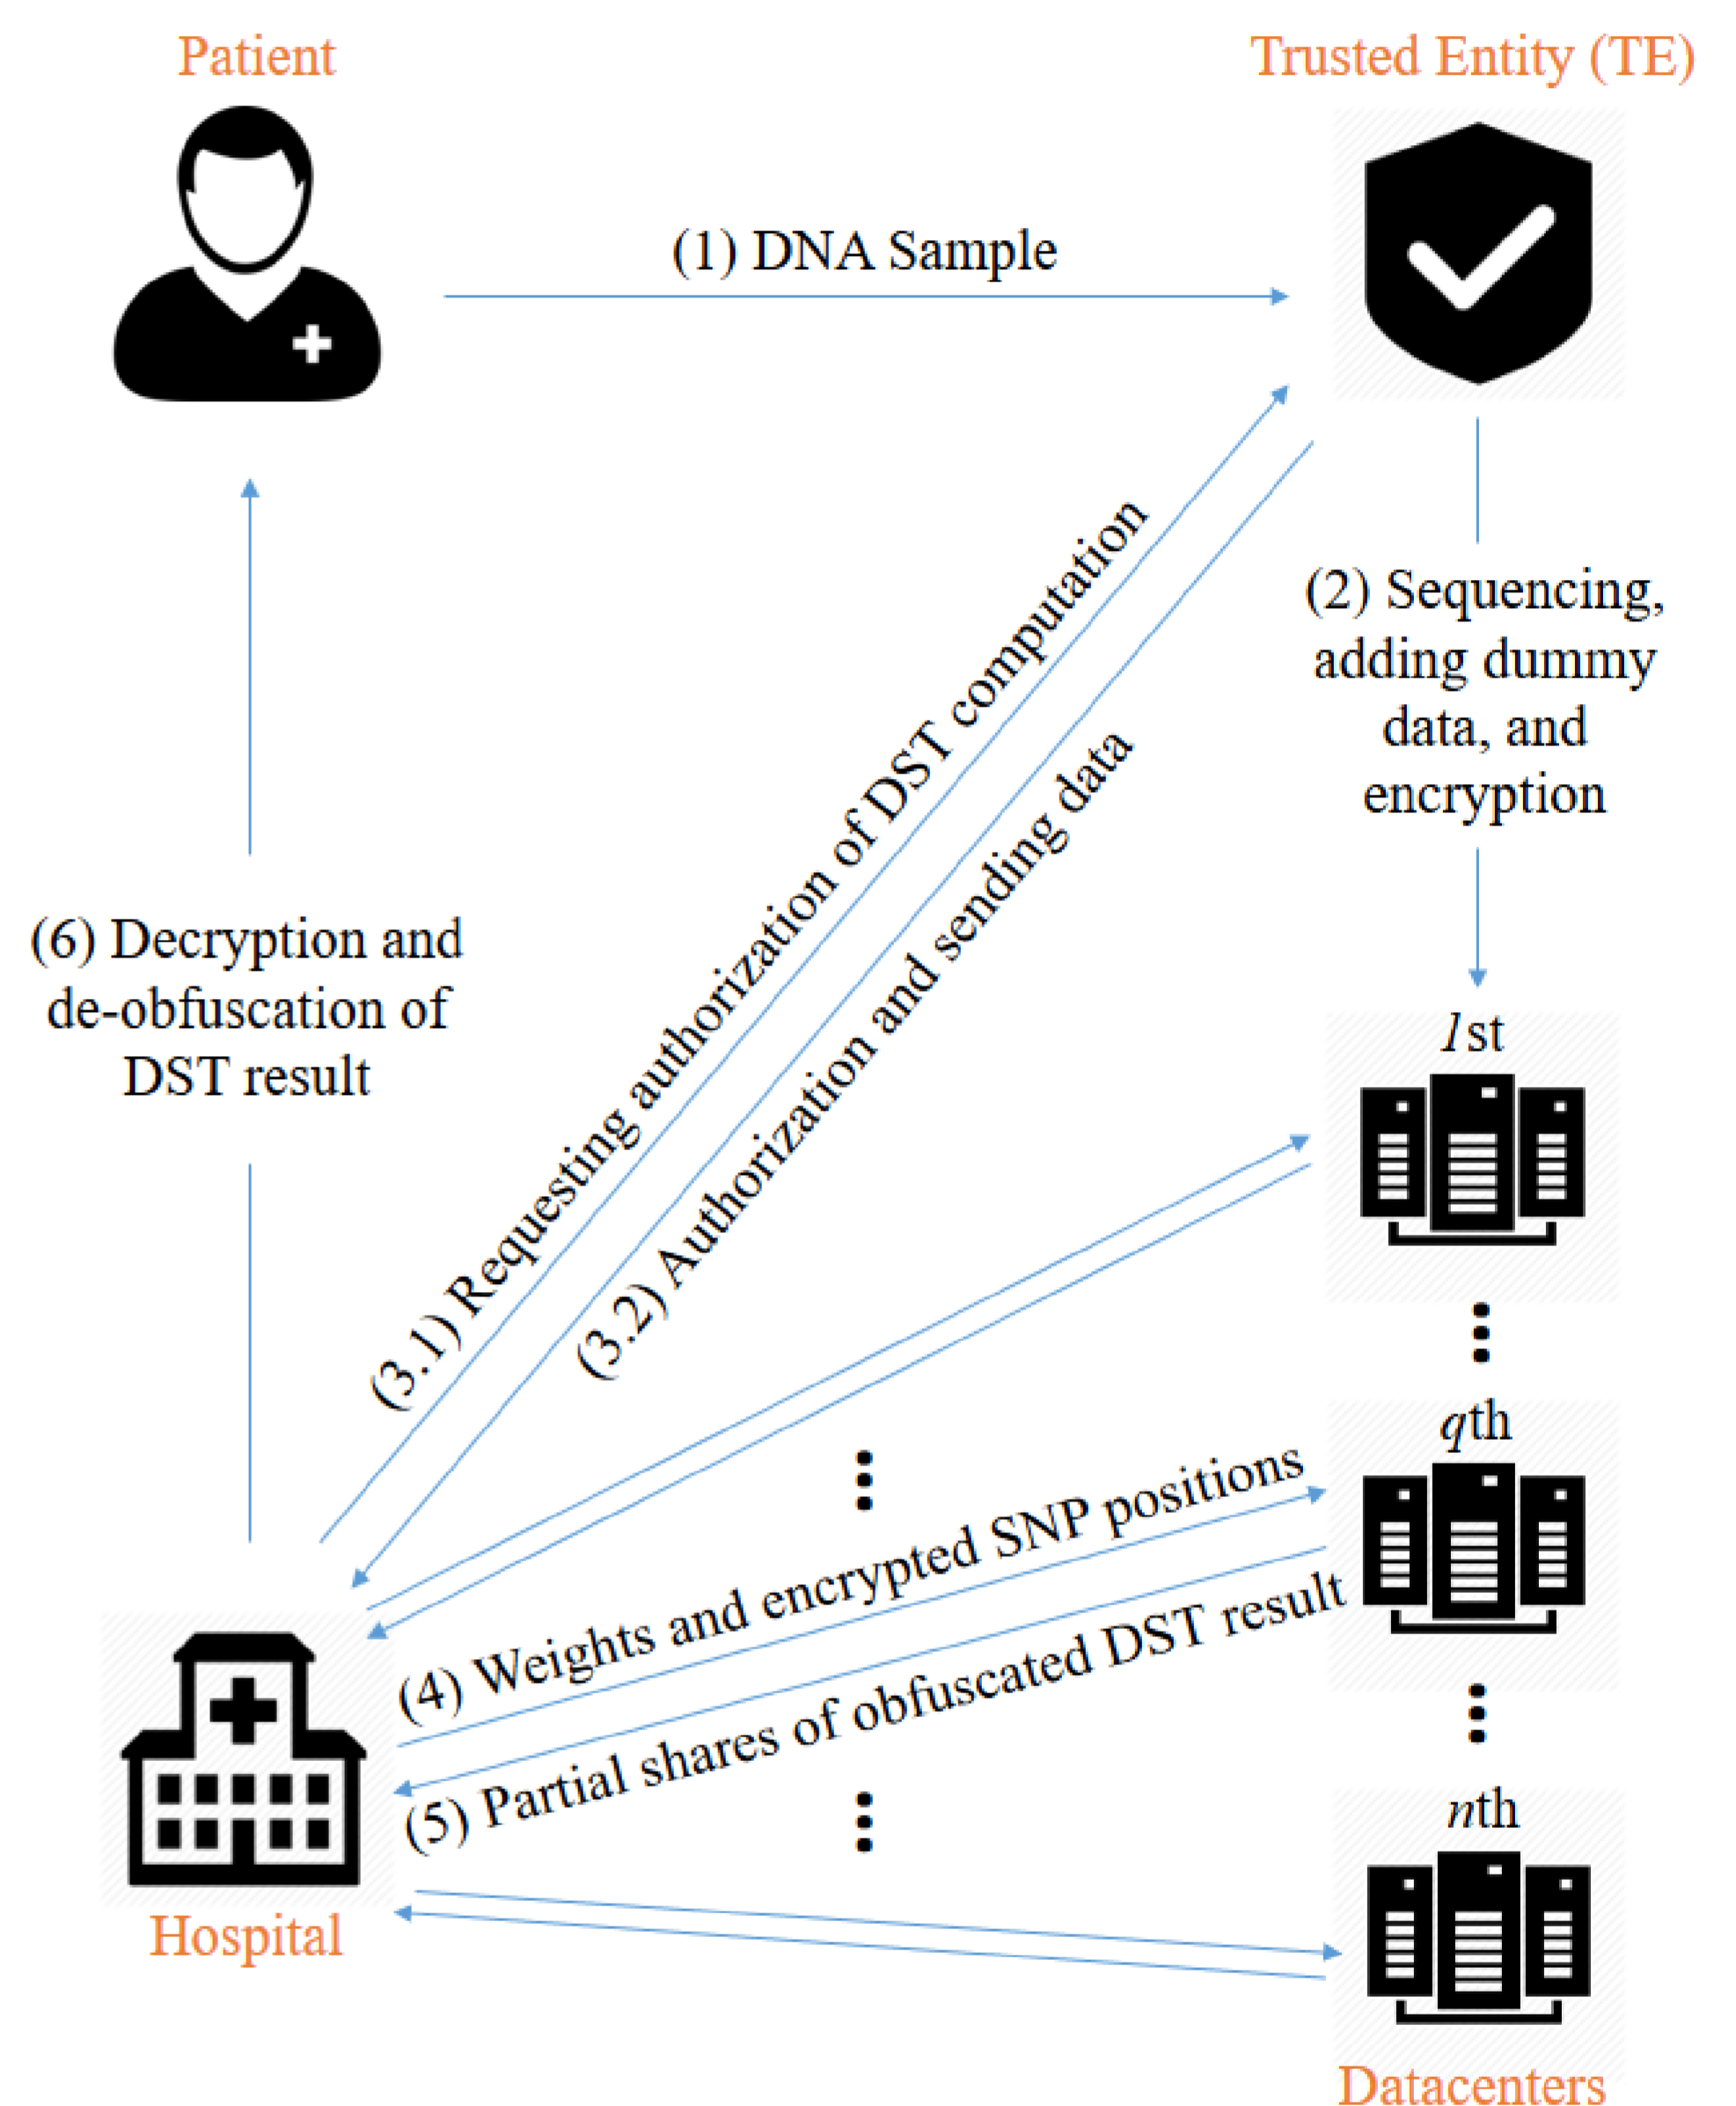 Patient
Trusted Entity (TE)
(1) DNA Sample
(2) Sequencing,
adding dummy
data, and
encryption
(3.1) Requesting authorization of DST computation
(3.2) Authorization and sending data
(6) Decryption and
de-obfuscation of
DST result
1st
qth
(4) Weights and encrypted SNP positions
(5) Partial shares of obfuscated DST result
nth
Hospital
Datacenters